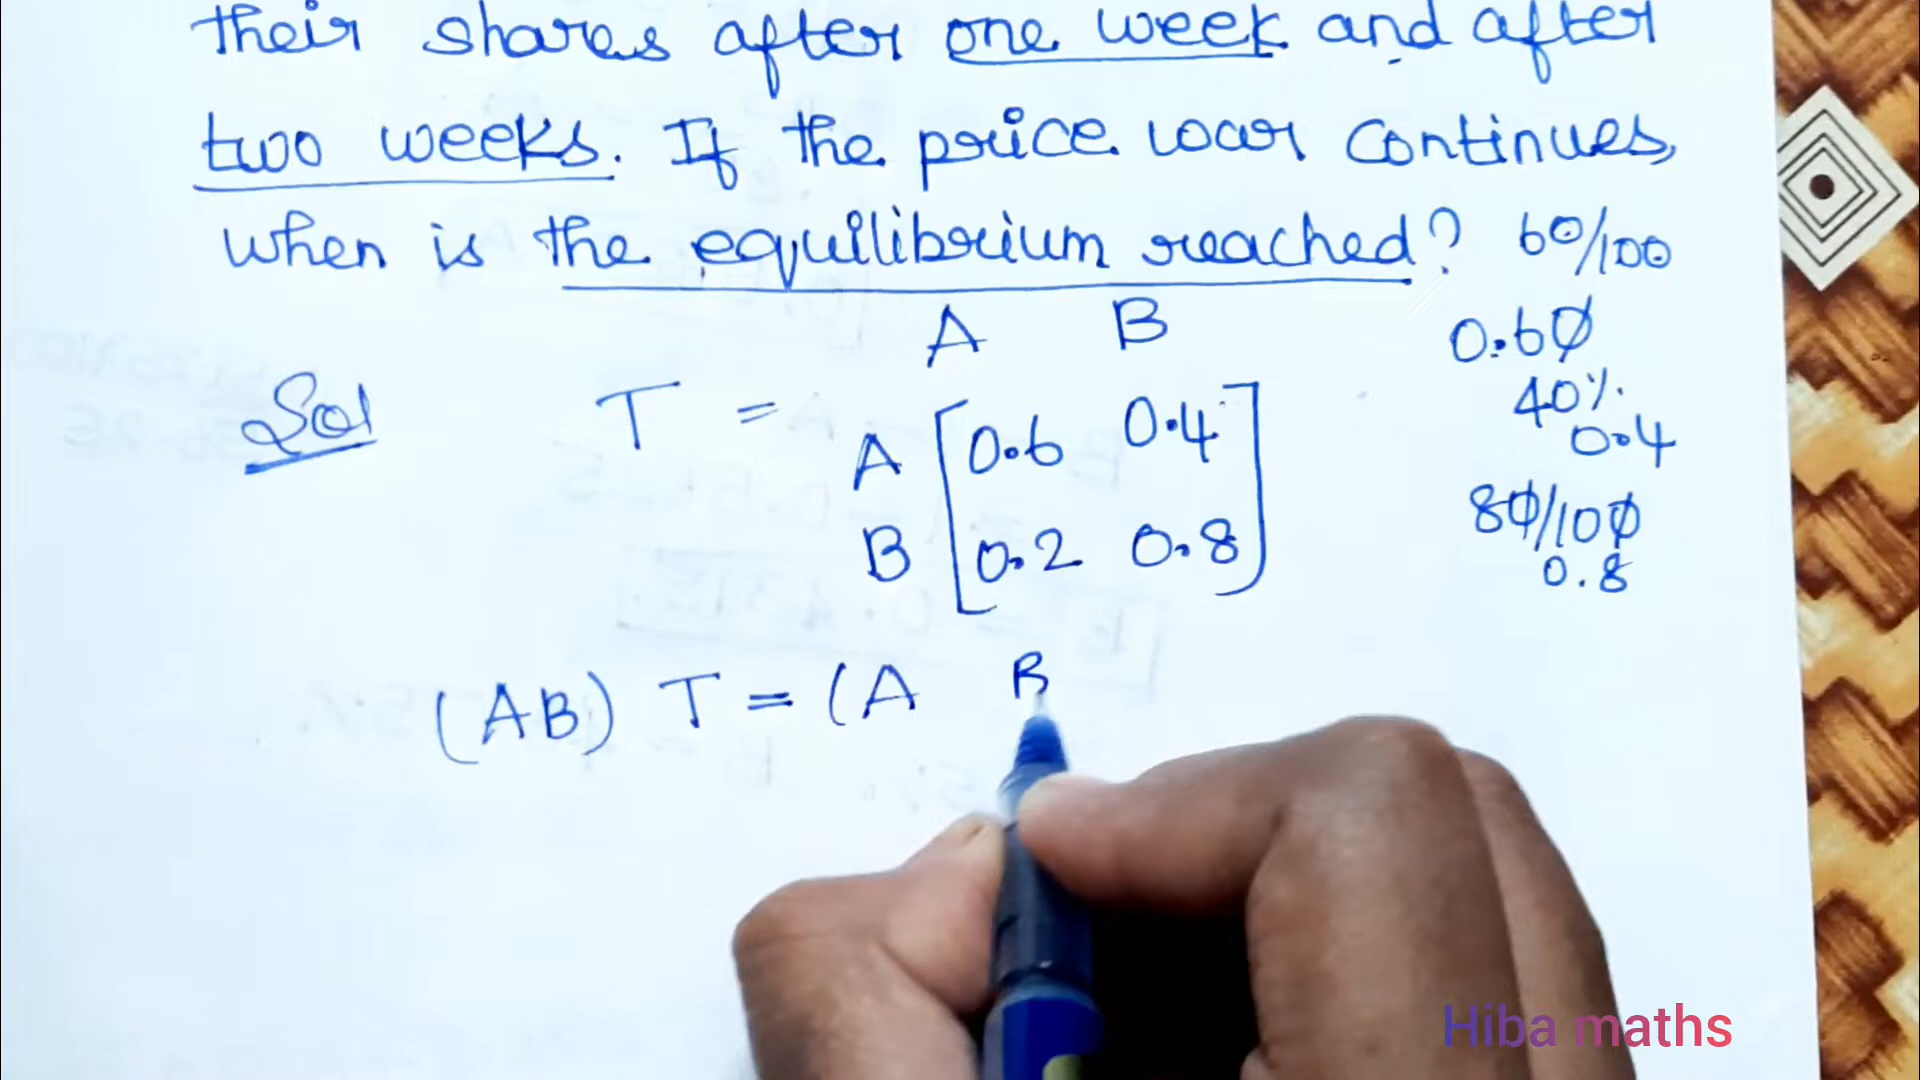 their shares after one week and after
two weeks. If the price war continues,
when is the equilibrium reached? 60/100
A B 0.60
Sol T = A [0.6 0.4] 40%
0.4
B [0.2 0.8] 80/100
0.8
(AB) T = (A B
Hiba maths